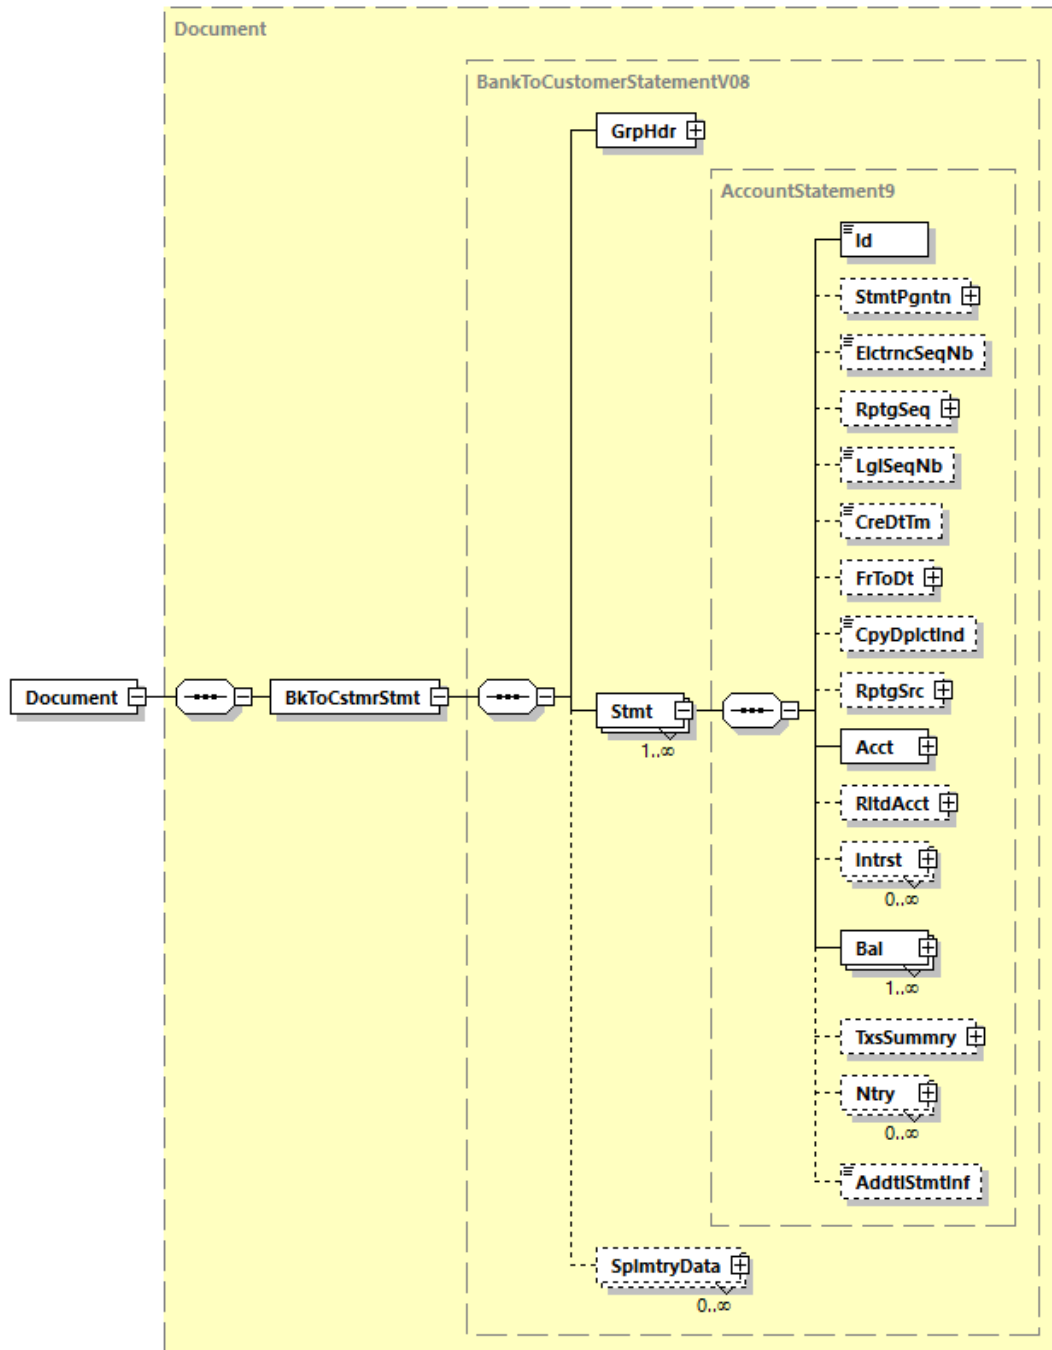 Document
BankToCustomerStatementV08
GrpHdr
AccountStatement9
Id
StmtPgntn
ElctrncSeqNb
RptgSeq
LglSeqNb
CreDtTm
FrToDt
CpyDplctInd
RptgSrc
Document
BkToCstmrStmt
Stmt
1..∞
Acct
RltdAcct
Intrst
0..∞
Bal
1..∞
TxsSummry
Ntry
0..∞
AddtlStmtInf
SplmtryData
0..∞